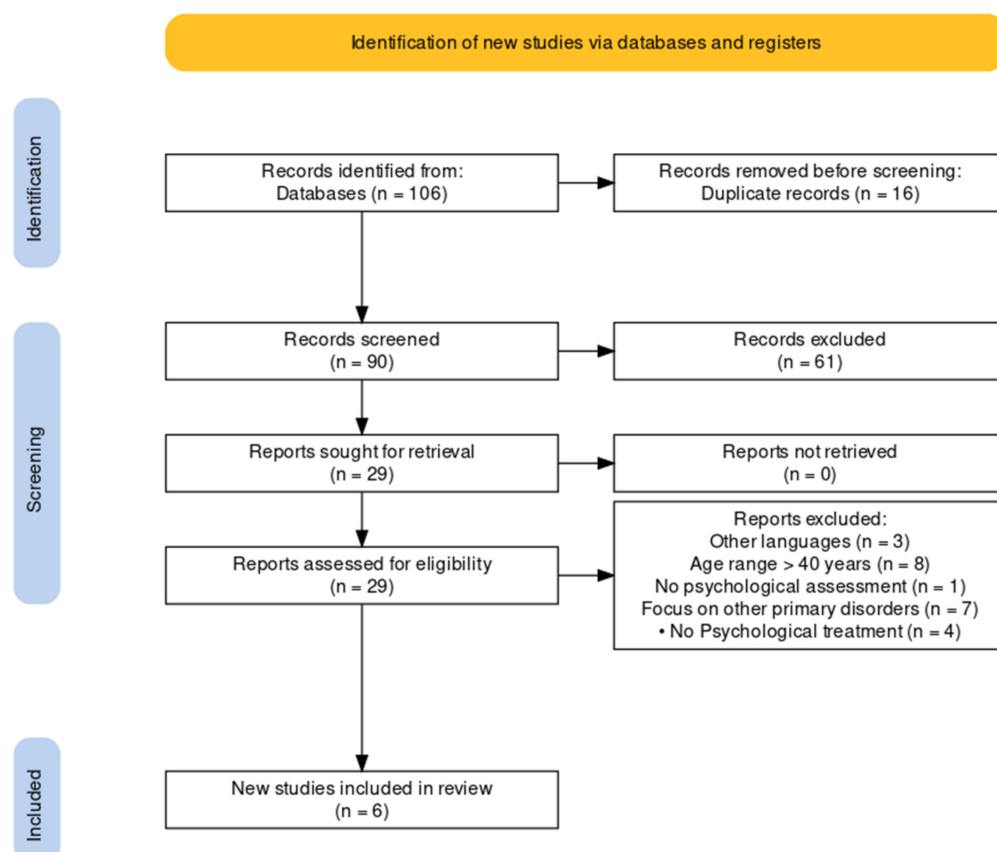 Identification of new studies via databases and registers
Identification
Records identified from:
Databases (n = 106)
Records removed before screening:
Duplicate records (n = 16)
Screening
Records screened
(n = 90)
Records excluded
(n = 61)
Reports sought for retrieval
(n = 29)
Reports not retrieved
(n = 0)
Reports assessed for eligibility
(n = 29)
Reports excluded:
Other languages (n = 3)
Age range > 40 years (n = 8)
No psychological assessment (n = 1)
Focus on other primary disorders (n = 7)
• No Psychological treatment (n = 4)
Included
New studies included in review
(n = 6)